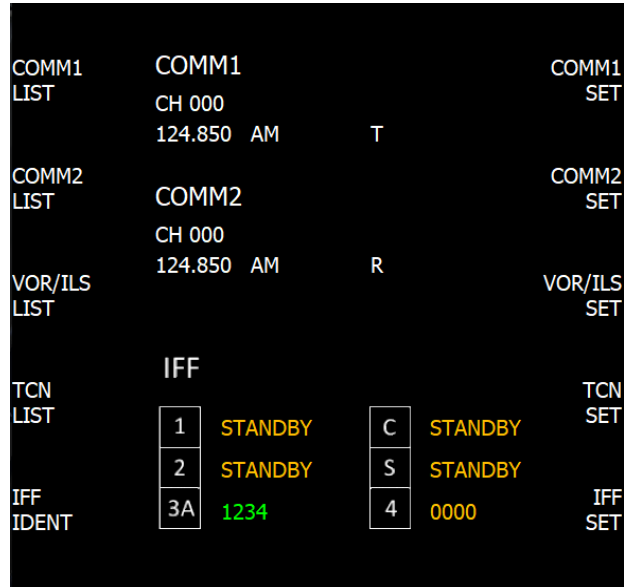 COMM1
LIST
COMM1
CH 000
124.850 AM T
COMM1
SET
COMM2
LIST
COMM2
CH 000
124.850 AM R
COMM2
SET
VOR/ILS
LIST
VOR/ILS
SET
TCN
LIST
IFF
1 STANDBY C STANDBY
2 STANDBY S STANDBY
3A 1234 4 0000
TCN
SET
IFF
IDENT
IFF
SET